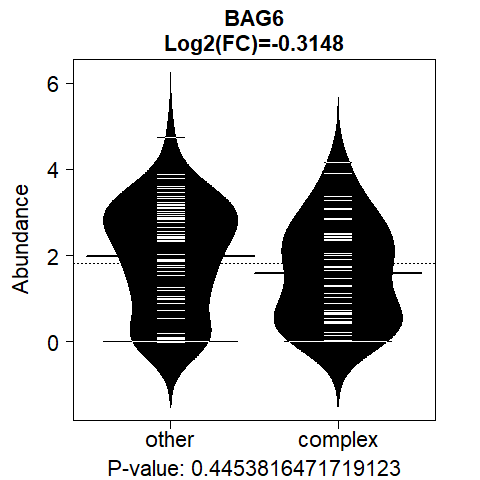 BAG6
Log2(FC)=-0.3148
Abundance
6
4
2
0
other complex
P-value: 0.4453816471719123